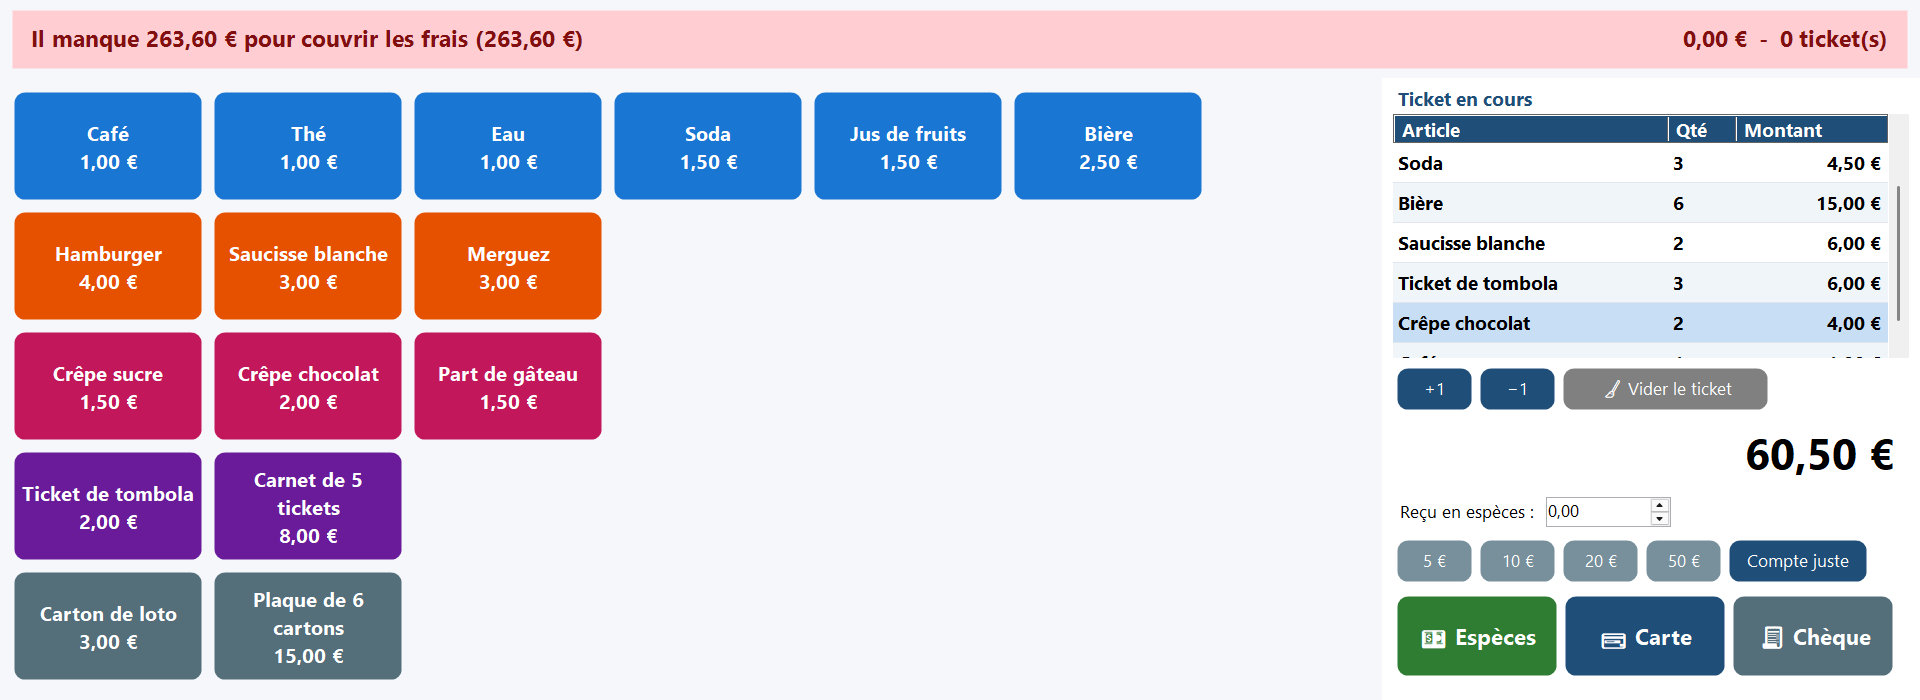 Il manque 263,60 € pour couvrir les frais (263,60 €)
0,00 € - 0 ticket(s)
Café
1,00 €
Thé
1,00 €
Eau
1,00 €
Soda
1,50 €
Jus de fruits
1,50 €
Bière
2,50 €
Hamburger
4,00 €
Saucisse blanche
3,00 €
Merguez
3,00 €
Crêpe sucre
1,50 €
Crêpe chocolat
2,00 €
Part de gâteau
1,50 €
Ticket de tombola
2,00 €
Carnet de 5
tickets
8,00 €
Carton de loto
3,00 €
Plaque de 6
cartons
15,00 €
Ticket en cours
Article Qté Montant
Soda 3 4,50 €
Bière 6 15,00 €
Saucisse blanche 2 6,00 €
Ticket de tombola 3 6,00 €
Crêpe chocolat 2 4,00 €
+1 −1 Vider le ticket
60,50 €
Reçu en espèces : 0,00
5 € 10 € 20 € 50 € Compte juste
Espèces Carte Chèque